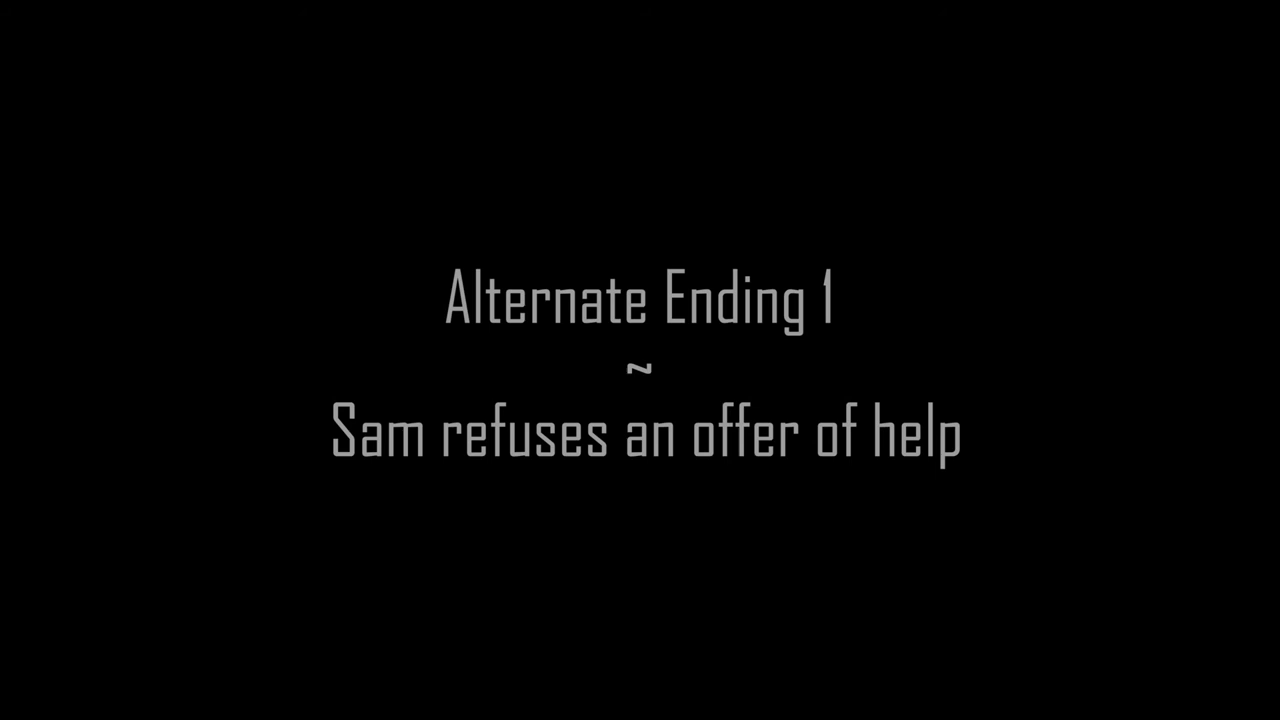 Alternate Ending 1
~
Sam refuses an offer of help